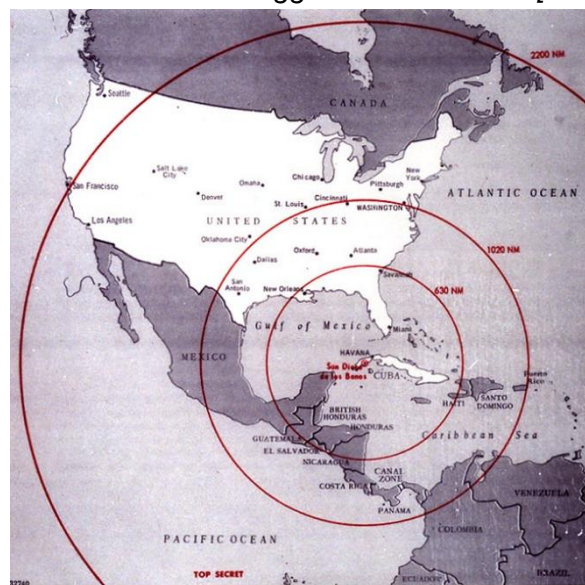 2200 NM
CANADA
Seattle
Salt Lake
City
Omaha
Chicago
Pittsburgh
New
York
San Francisco
Denver
St. Louis
Cincinnati
WASHINGTON
ATLANTIC OCEAN
UNITED STATES
Los Angeles
Oklahoma City
1020 NM
Dallas
Oxford
Atlanta
San
Antonio
New Orleans
Savannah
630 NM
Gulf of Mexico
Miami
MEXICO
HAVANA
San Diego
de los Banos
CUBA
Puerto
Rico
HAITI
SANTO
DOMINGO
BRITISH
HONDURAS
HONDURAS
Caribbean Sea
GUATEMALA
EL SALVADOR
NICARAGUA
CANAL
ZONE
COSTA RICA
PANAMA
VENEZUELA
COLOMBIA
PACIFIC OCEAN
TOP SECRET
ECUADOR
BRAZIL